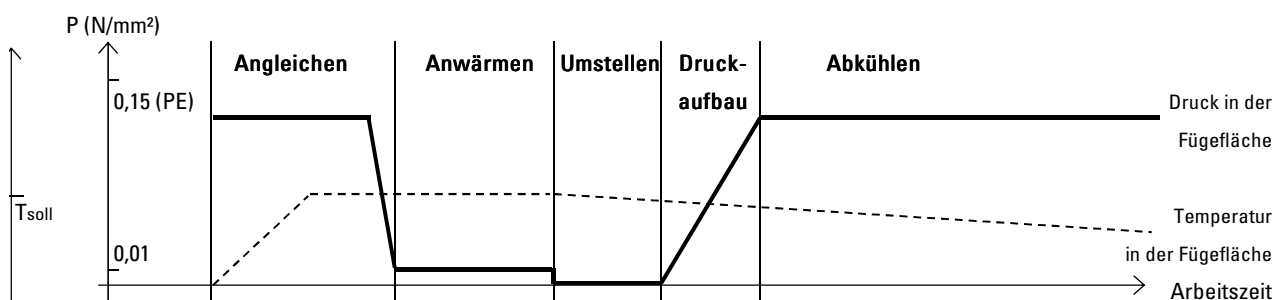 P (N/mm²)
Angleichen
Anwärmen
Umstellen
Druck-
aufbau
Abkühlen
0,15 (PE)
Druck in der
Fügefläche
Tsoll
Temperatur
in der Fügefläche
0,01
Arbeitszeit